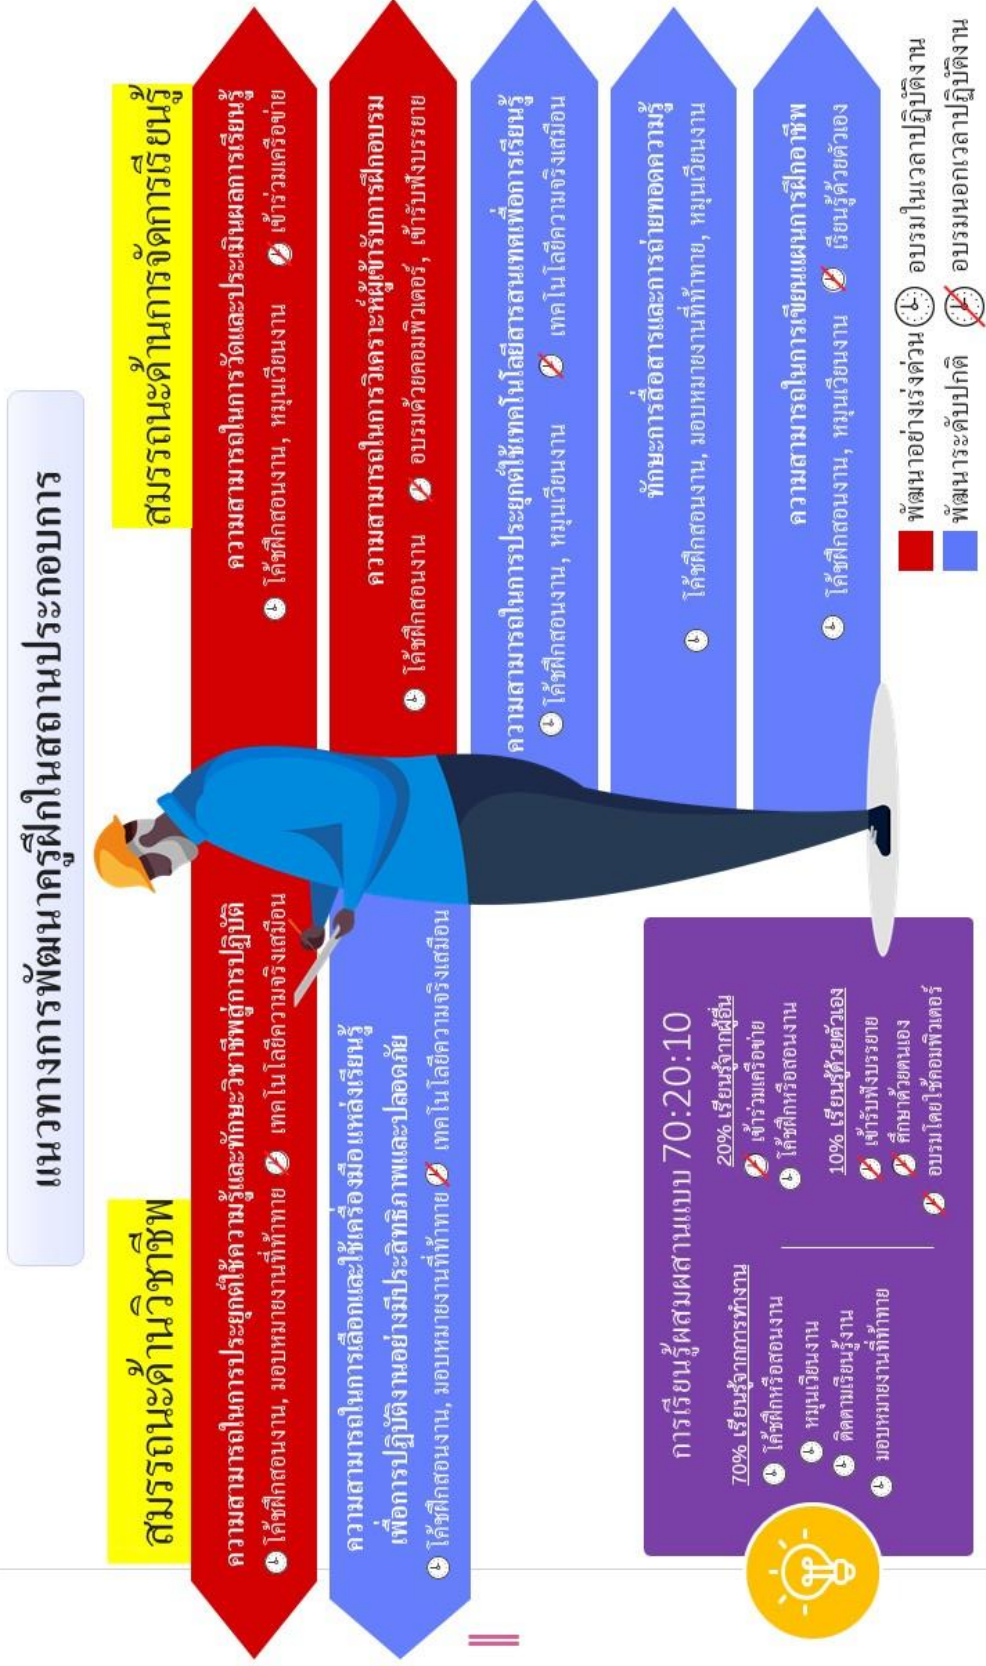 แนวทางการพัฒนาครูฝึกในสถานประกอบการ
สมรรถนะด้านวิชาชีพ
ความสามารถในการประยุกต์ใช้ความรู้และทักษะวิชาชีพสู่การปฏิบัติ
โค้ชฝึกสอนงาน, มอบหมายงานที่ท้าทาย เทคโนโลยีความจริงเสมือน
ความสามารถในการเลือกและใช้เครื่องมือแหล่งเรียนรู้
เพื่อการปฏิบัติงานอย่างมีประสิทธิภาพและปลอดภัย
โค้ชฝึกสอนงาน, มอบหมายงานที่ท้าทาย เทคโนโลยีความจริงเสมือน
สมรรถนะด้านการจัดการเรียนรู้
ความสามารถในการวัดและประเมินผลการเรียนรู้
โค้ชฝึกสอนงาน, หมุนเวียนงาน เข้าร่วมเครือข่าย
ความสามารถในการวิเคราะห์ผู้เข้ารับการฝึกอบรม
โค้ชฝึกสอนงาน อบรมด้วยคอมพิวเตอร์, เข้ารับฟังบรรยาย
ความสามารถในการประยุกต์ใช้เทคโนโลยีสารสนเทศเพื่อการเรียนรู้
โค้ชฝึกสอนงาน, หมุนเวียนงาน เทคโนโลยีความจริงเสมือน
ทักษะการสื่อสารและการถ่ายทอดความรู้
โค้ชฝึกสอนงาน, มอบหมายงานที่ท้าทาย, หมุนเวียนงาน
ความสามารถในการเขียนแผนการฝึกอาชีพ
โค้ชฝึกสอนงาน, หมุนเวียนงาน เรียนรู้ด้วยตัวเอง
การเรียนรู้ผสมผสานแบบ 70:20:10
70% เรียนรู้จากการทำงาน
โค้ชฝึกหรือสอนงาน
หมุนเวียนงาน
ติดตามเรียนรู้งาน
มอบหมายงานที่ท้าทาย
20% เรียนรู้จากผู้อื่น
เข้าร่วมเครือข่าย
โค้ชฝึกหรือสอนงาน
10% เรียนรู้ด้วยตัวเอง
เข้ารับฟังบรรยาย
ศึกษาด้วยตนเอง
อบรมโดยใช้คอมพิวเตอร์
พัฒนาอย่างเร่งด่วน อบรมในเวลาปฏิบัติงาน
พัฒนาระดับปกติ อบรมนอกเวลาปฏิบัติงาน